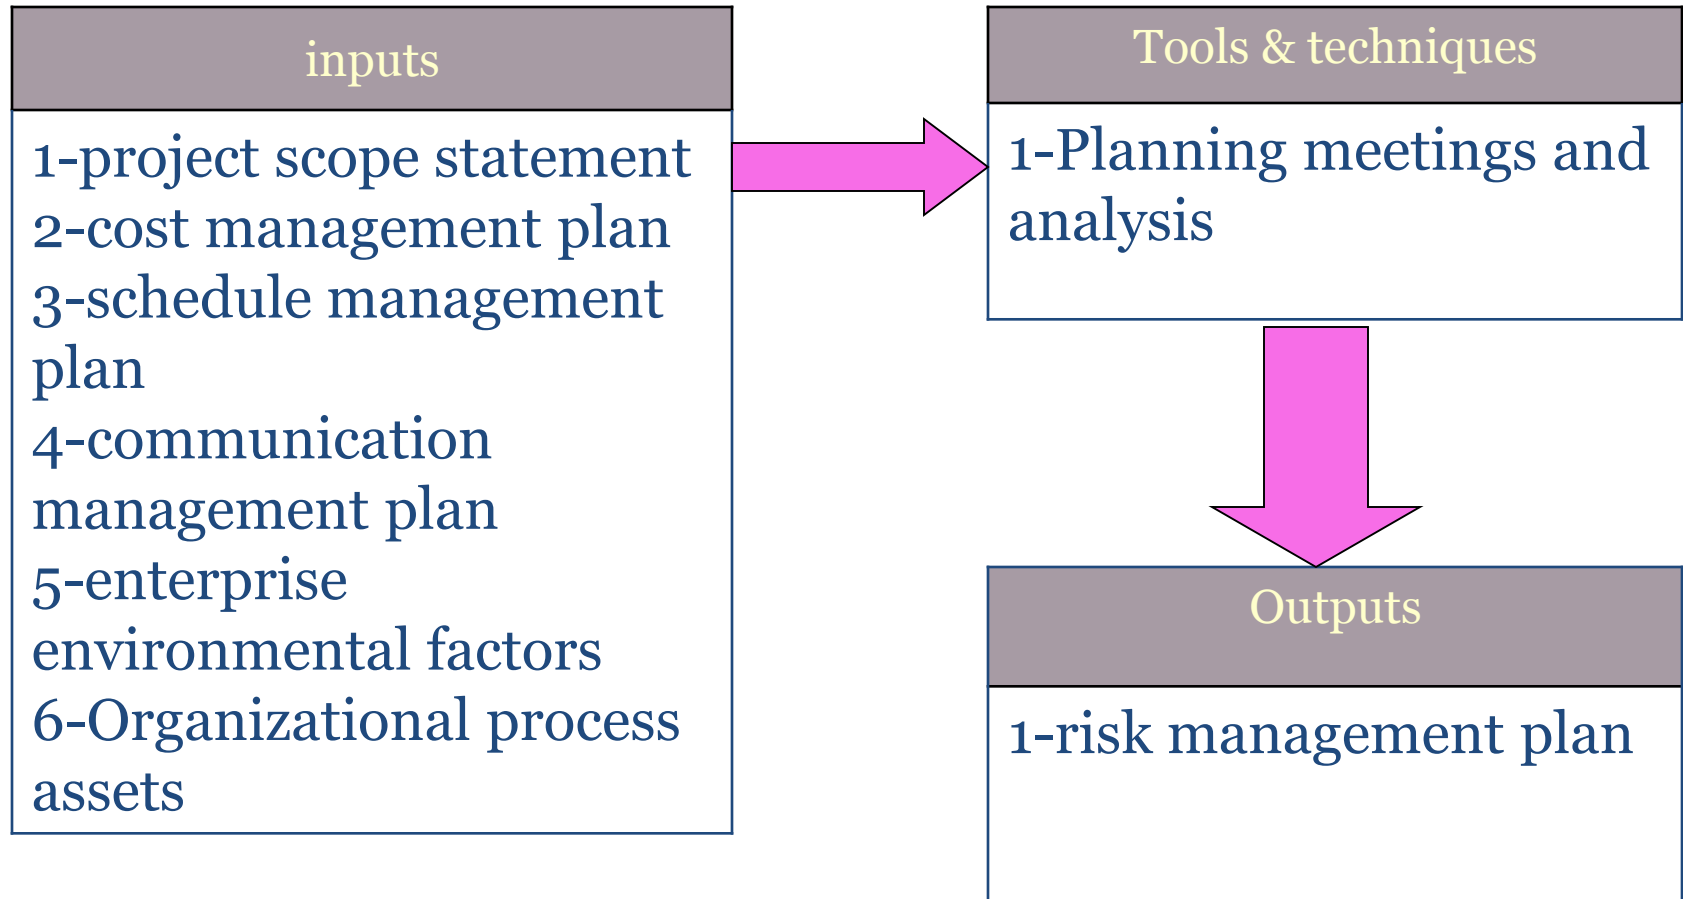 inputs
1-project scope statement
2-cost management plan
3-schedule management
plan
4-communication
management plan
5-enterprise
environmental factors
6-Organizational process
assets
Tools & techniques
1-Planning meetings and
analysis
Outputs
1-risk management plan